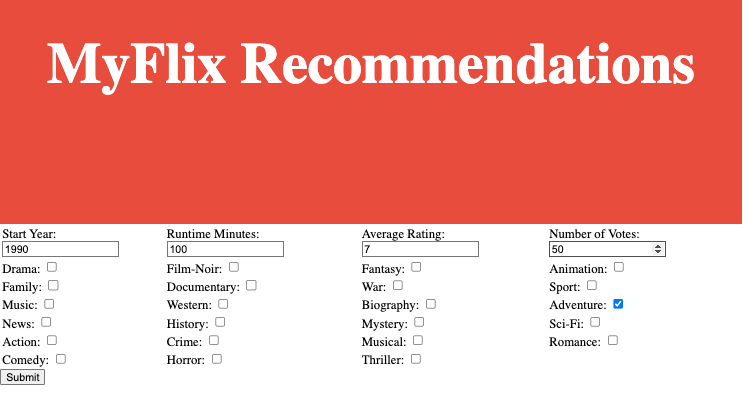 MyFlix Recommendations
Start Year: Runtime Minutes: Average Rating: Number of Votes:
1990 100 7 50
Drama: Film-Noir: Fantasy: Animation:
Family: Documentary: War: Sport:
Music: Western: Biography: Adventure:
News: History: Mystery: Sci-Fi:
Action: Crime: Musical: Romance:
Comedy: Horror: Thriller:
Submit